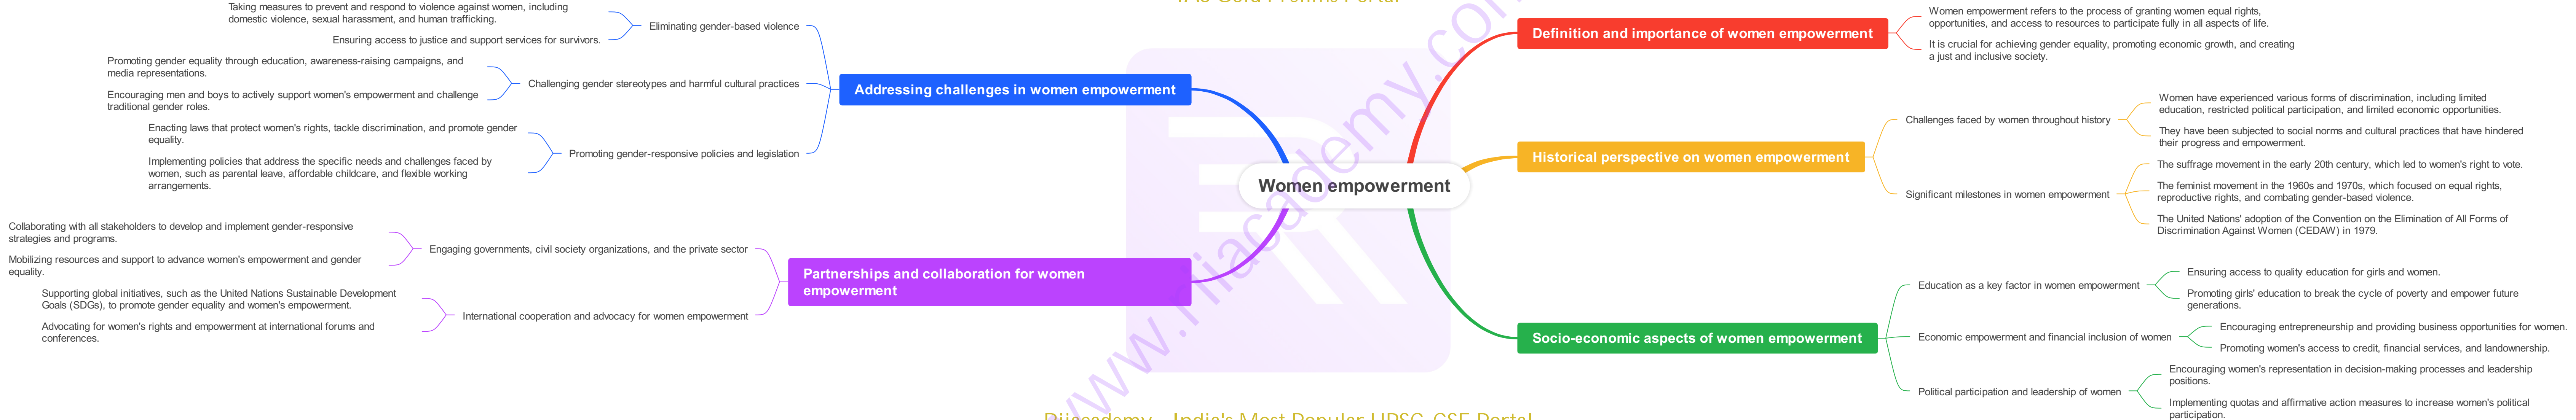 IAS Gold Prelims Portal
Women empowerment
Definition and importance of women empowerment
Women empowerment refers to the process of granting women equal rights,
opportunities, and access to resources to participate fully in all aspects of life.
It is crucial for achieving gender equality, promoting economic growth, and creating
a just and inclusive society.
Historical perspective on women empowerment
Challenges faced by women throughout history
Women have experienced various forms of discrimination, including limited
education, restricted political participation, and limited economic opportunities.
They have been subjected to social norms and cultural practices that have hindered
their progress and empowerment.
Significant milestones in women empowerment
The suffrage movement in the early 20th century, which led to women's right to vote.
The feminist movement in the 1960s and 1970s, which focused on equal rights,
reproductive rights, and combating gender-based violence.
The United Nations' adoption of the Convention on the Elimination of All Forms of
Discrimination Against Women (CEDAW) in 1979.
Socio-economic aspects of women empowerment
Education as a key factor in women empowerment
Ensuring access to quality education for girls and women.
Promoting girls' education to break the cycle of poverty and empower future
generations.
Economic empowerment and financial inclusion of women
Encouraging entrepreneurship and providing business opportunities for women.
Promoting women's access to credit, financial services, and landownership.
Political participation and leadership of women
Encouraging women's representation in decision-making processes and leadership
positions.
Implementing quotas and affirmative action measures to increase women's political
participation.
Addressing challenges in women empowerment
Eliminating gender-based violence
Taking measures to prevent and respond to violence against women, including
domestic violence, sexual harassment, and human trafficking.
Ensuring access to justice and support services for survivors.
Challenging gender stereotypes and harmful cultural practices
Promoting gender equality through education, awareness-raising campaigns, and
media representations.
Encouraging men and boys to actively support women's empowerment and challenge
traditional gender roles.
Promoting gender-responsive policies and legislation
Enacting laws that protect women's rights, tackle discrimination, and promote gender
equality.
Implementing policies that address the specific needs and challenges faced by
women, such as parental leave, affordable childcare, and flexible working
arrangements.
Partnerships and collaboration for women
empowerment
Engaging governments, civil society organizations, and the private sector
Collaborating with all stakeholders to develop and implement gender-responsive
strategies and programs.
Mobilizing resources and support to advance women's empowerment and gender
equality.
International cooperation and advocacy for women empowerment
Supporting global initiatives, such as the United Nations Sustainable Development
Goals (SDGs), to promote gender equality and women's empowerment.
Advocating for women's rights and empowerment at international forums and
conferences.
www.rijacademy.com
Rijacademy - India's Most Popular UPSC-CSE Portal